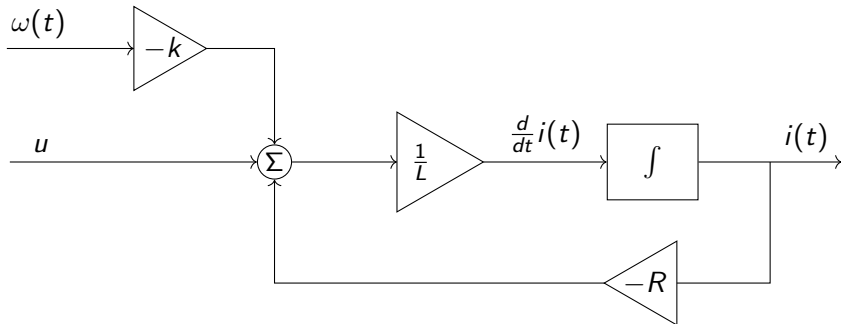 ω(t)
−k
u
Σ
1/L
d/dt i(t)
∫
i(t)
−R